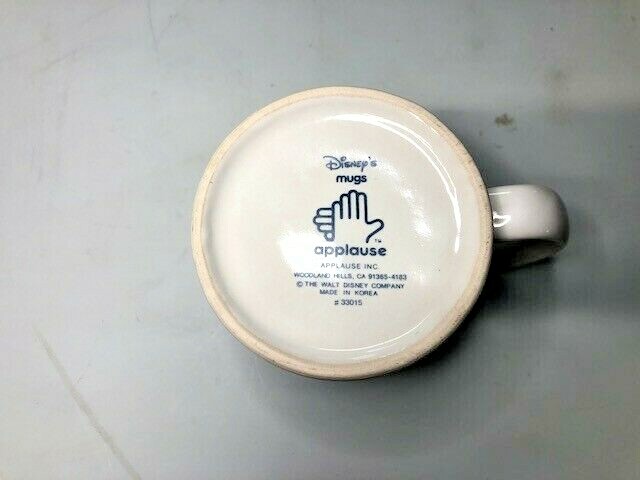 Disney's
mugs
TM
applause
APPLAUSE INC.
WOODLAND HILLS, CA 91365-4183
© THE WALT DISNEY COMPANY
MADE IN KOREA
# 33015